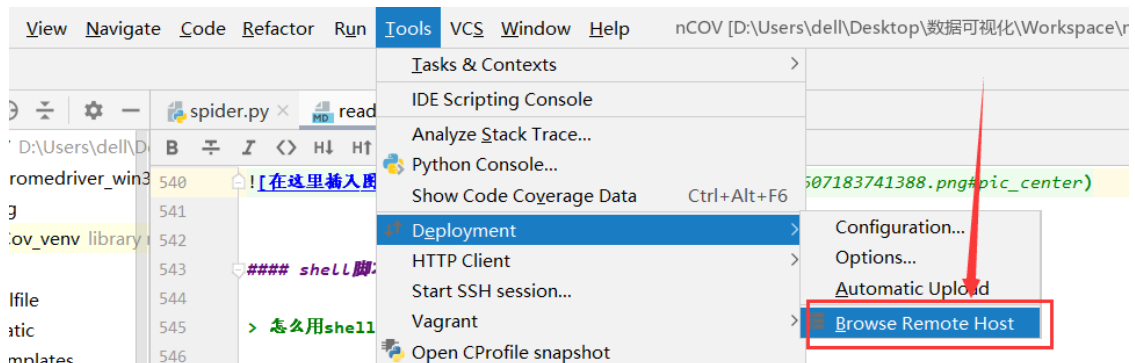 View Navigate Code Refactor Run Tools VCS Window Help nCOV [D:\Users\dell\Desktop\数据可视化\Workspace\n
Tasks & Contexts
IDE Scripting Console
spider.py read
Analyze Stack Trace...
D:\Users\dell\D
Python Console...
romedriver_win3 540 ![在这里插入图 507183741388.png#pic_center)
Show Code Coverage Data Ctrl+Alt+F6
g 541
Deployment Configuration...
ov_venv library 542
HTTP Client Options...
543 #### shell脚
Start SSH session... Automatic Upload
lfile 544
Vagrant Browse Remote Host
atic 545 > 怎么用shell
Open CProfile snapshot
mplates 546